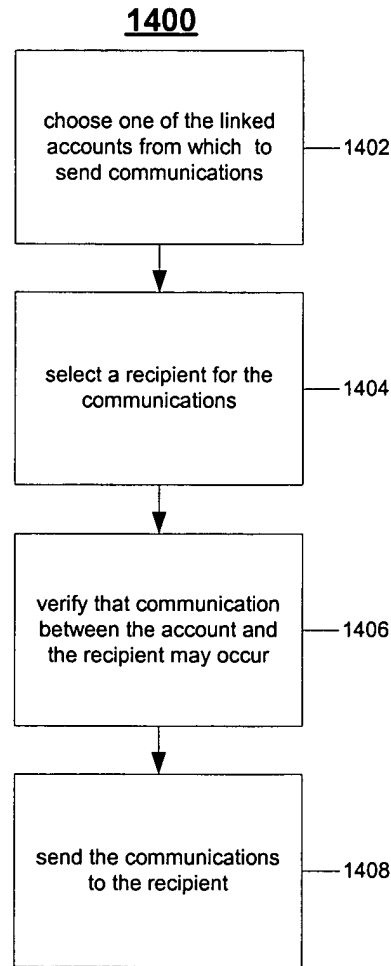 1400
choose one of the linked
accounts from which to
send communications
1402
select a recipient for the
communications
1404
verify that communication
between the account and
the recipient may occur
1406
send the communications
to the recipient
1408